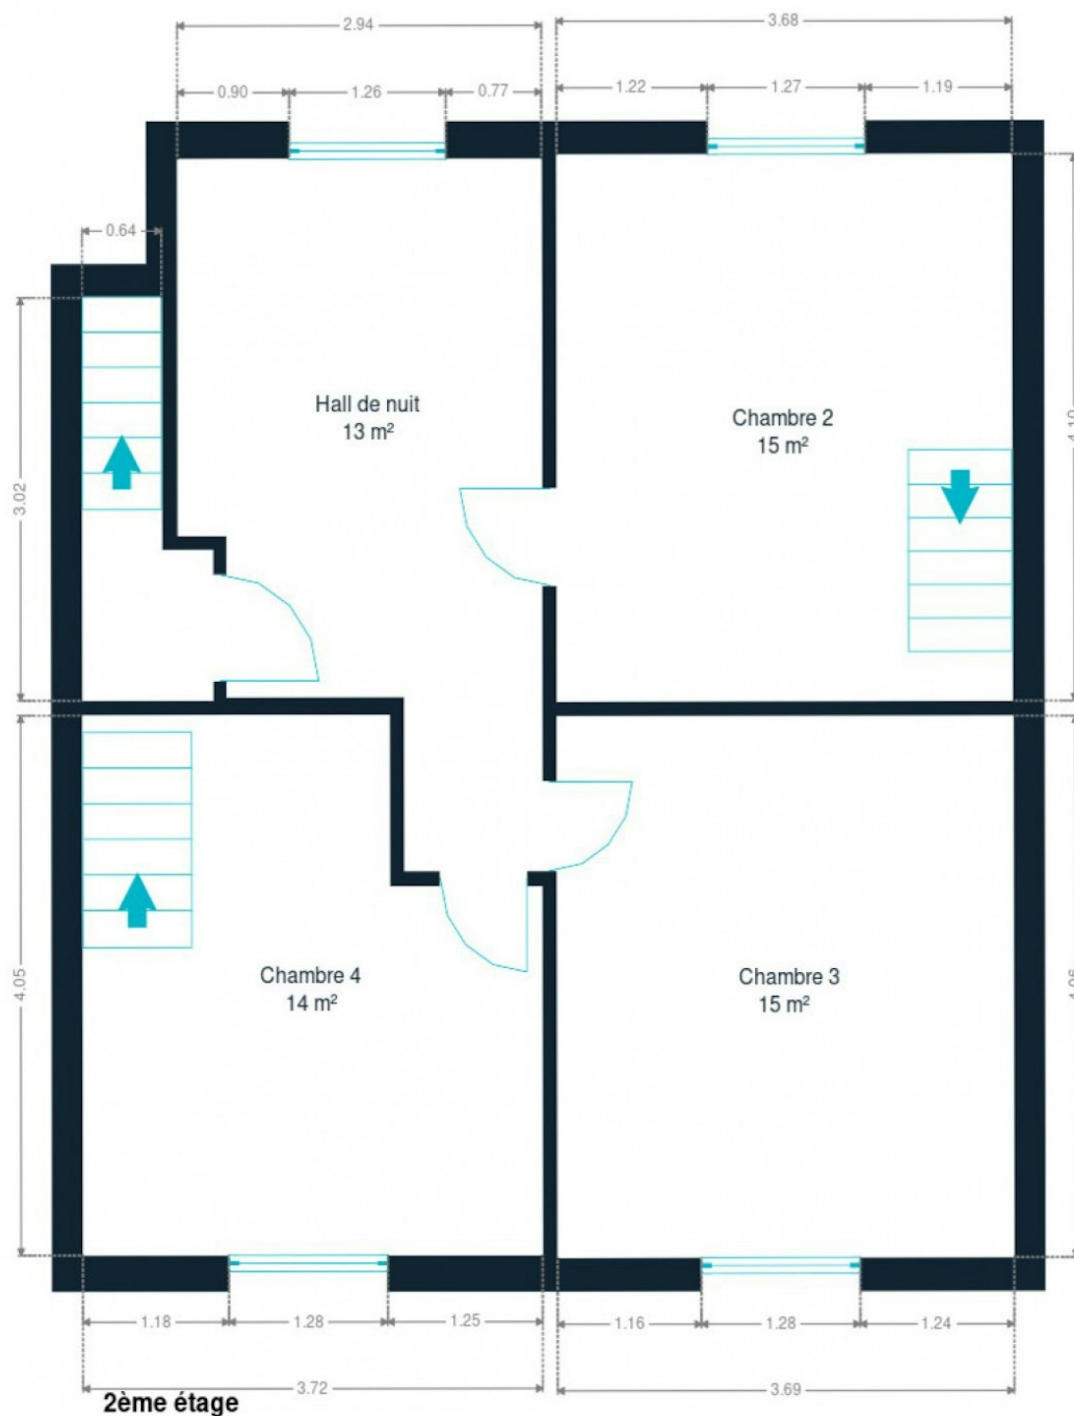 2.94
3.68
0.90
1.26
0.77
1.22
1.27
1.19
0.64
Hall de nuit
13 m²
Chambre 2
15 m²
3.02
Chambre 4
14 m²
Chambre 3
15 m²
4.05
1.18
1.28
1.25
1.16
1.28
1.24
3.72
3.69
2ème étage